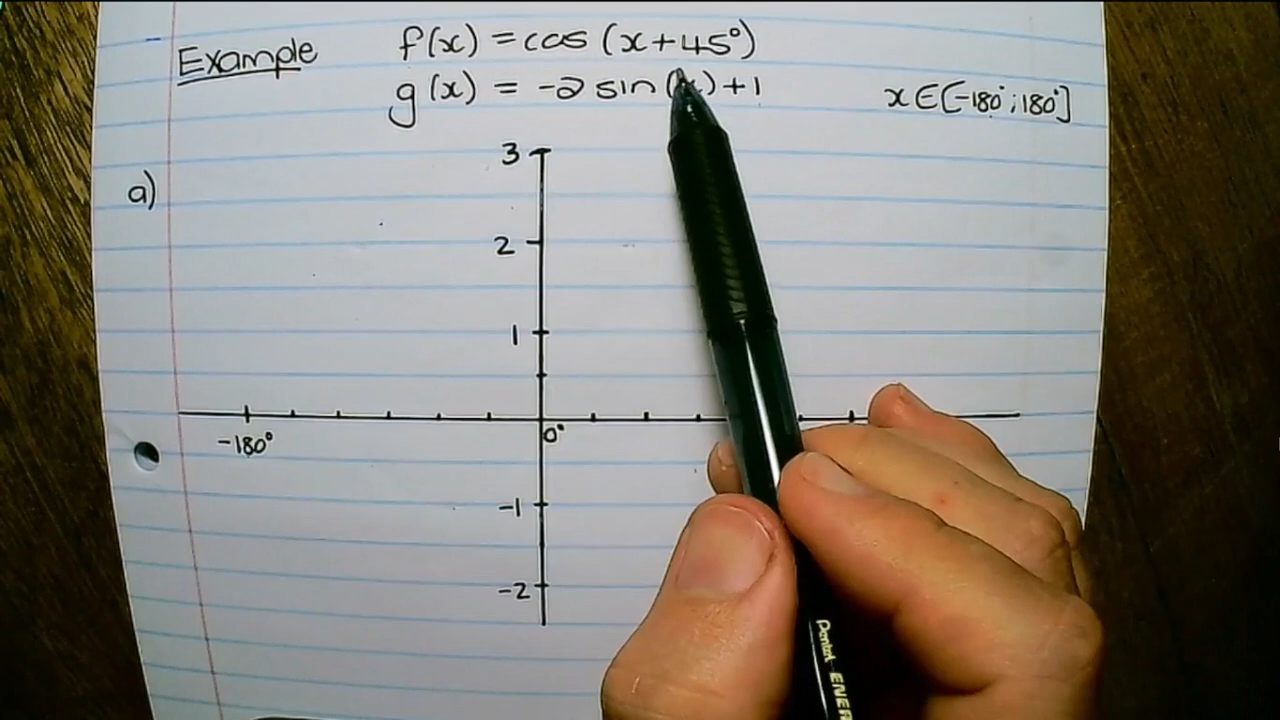 Example f(x) = cos (x+45°)
g(x) = -2 sin(x)+1 x∈[-180°;180°]
3
a)
2
1
-180° 0°
-1
-2
Pentel ENER